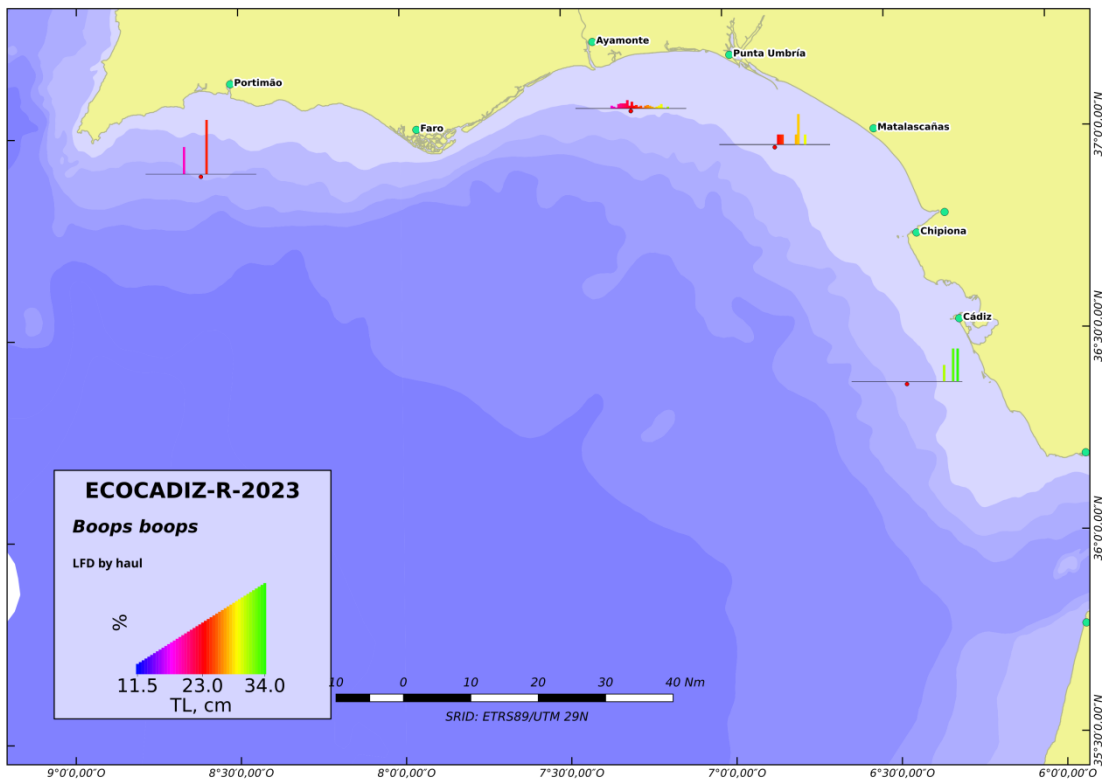 Ayamonte
Punta Umbría
Portimão
Faro
Matalascañas
Chipiona
Cádiz
37°0'0,00"N
36°30'0,00"N
36°0'0,00"N
35°30'0,00"N
ECOCADIZ-R-2023
Boops boops
LFD by haul
%
11.5 23.0 34.0
TL, cm
10 0 10 20 30 40 Nm
SRID: ETRS89/UTM 29N
9°0'0,00"O 8°30'0,00"O 8°0'0,00"O 7°30'0,00"O 7°0'0,00"O 6°30'0,00"O 6°0'0,00"O